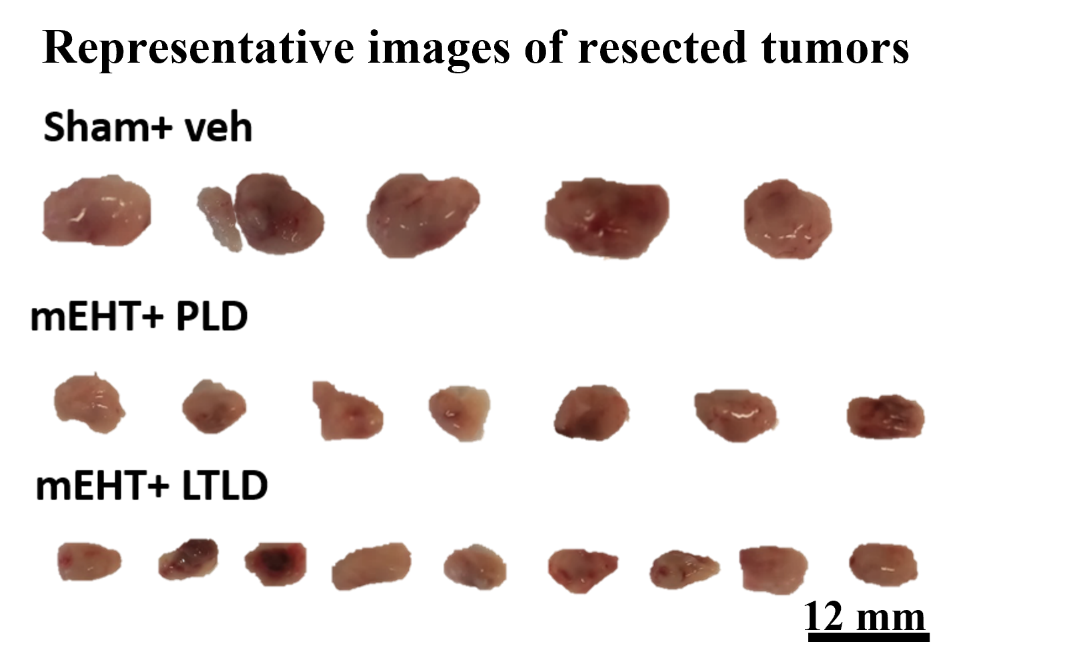 Representative images of resected tumors
Sham+ veh
mEHT+ PLD
mEHT+ LTLD
12 mm